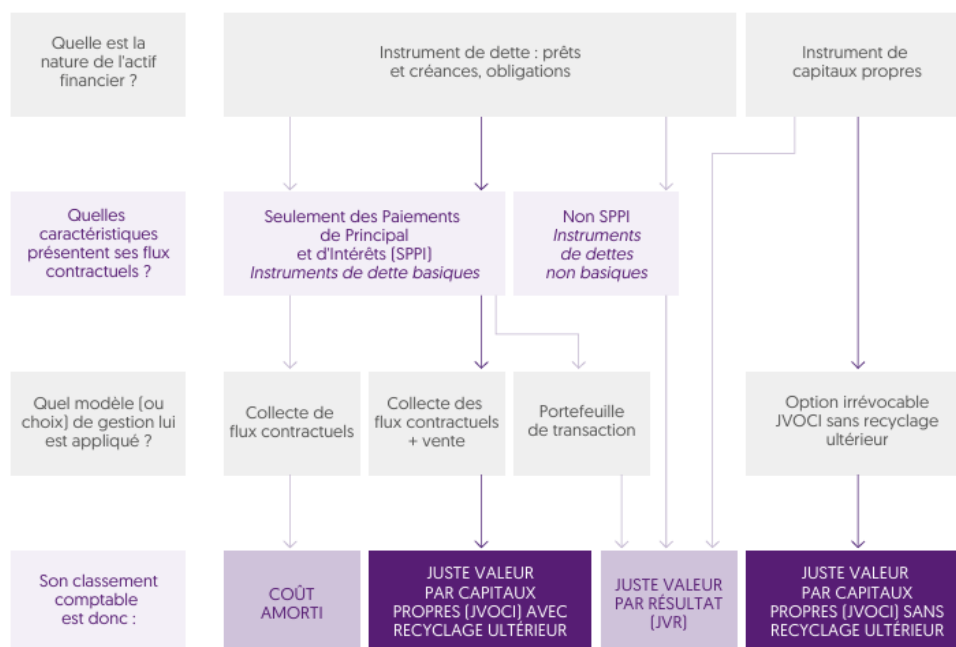 Quelle est la
nature de l'actif
financier ?
Instrument de dette : prêts
et créances, obligations
Instrument de
capitaux propres
Quelles
caractéristiques
présentent ses flux
contractuels ?
Seulement des Paiements
de Principal
et d'Intérêts (SPPI)
Instruments de dette basiques
Non SPPI
Instruments
de dettes
non basiques
Quel modèle (ou
choix) de gestion lui
est appliqué ?
Collecte de
flux contractuels
Collecte des
flux contractuels
+ vente
Portefeuille
de transaction
Option irrévocable
JVOCI sans recyclage
ultérieur
Son classement
comptable
est donc :
COÛT
AMORTI
JUSTE VALEUR
PAR CAPITAUX
PROPRES (JVOCI) AVEC
RECYCLAGE ULTÉRIEUR
JUSTE VALEUR
PAR RÉSULTAT
(JVR)
JUSTE VALEUR
PAR CAPITAUX
PROPRES (JVOCI) SANS
RECYCLAGE ULTÉRIEUR